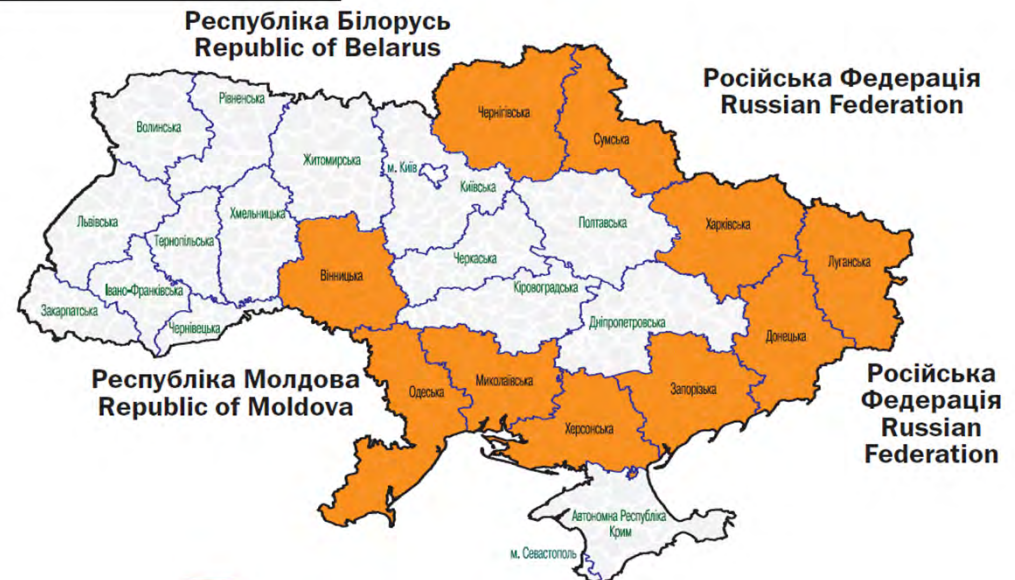 Республіка Білорусь
Republic of Belarus
Російська Федерація
Russian Federation
Рівненська
Волинська
Чернігівська
Сумська
Житомирська
м. Київ
Київська
Львівська
Хмельницька
Тернопільська
Полтавська
Харківська
Черкаська
Луганська
Вінницька
Івано-Франківська
Кіровоградська
Закарпатська
Чернівецька
Дніпропетровська
Донецька
Республіка Молдова
Republic of Moldova
Одеська
Миколаївська
Запорізька
Херсонська
Російська
Федерація
Russian
Federation
Автономна Республіка
Крим
м. Севастополь